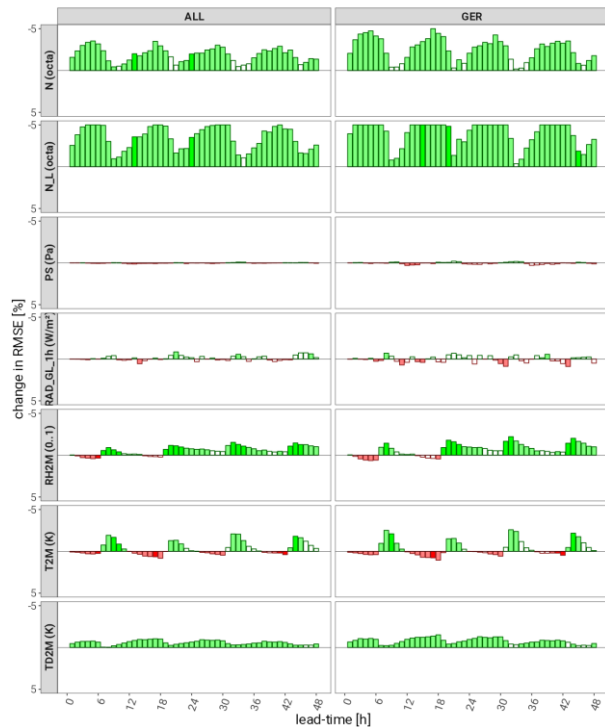 ALL GER
-5
N (octa)
5
-5
N_L (octa)
5
-5
PS (Pa)
5
-5
RAD_GL_1h (W/m²)
5
-5
RH2M (0..1)
5
-5
T2M (K)
5
-5
TD2M (K)
5
change in RMSE [%]
0 6 12 18 24 30 36 42 48 0 6 12 18 24 30 36 42 48
lead-time [h]